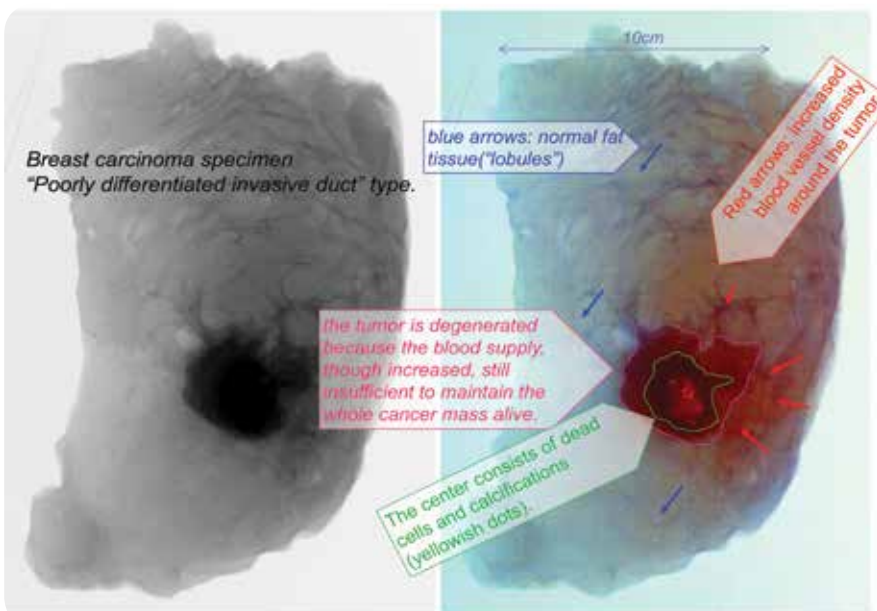 Breast carcinoma specimen
"Poorly differentiated invasive duct" type.
10cm
blue arrows: normal fat
tissue("lobules")
Red arrows: increased
blood vessel density
around the tumor
the tumor is degenerated
because the blood supply,
though increased, still
insufficient to maintain the
whole cancer mass alive.
The center consists of dead
cells and calcifications
(yellowish dots).